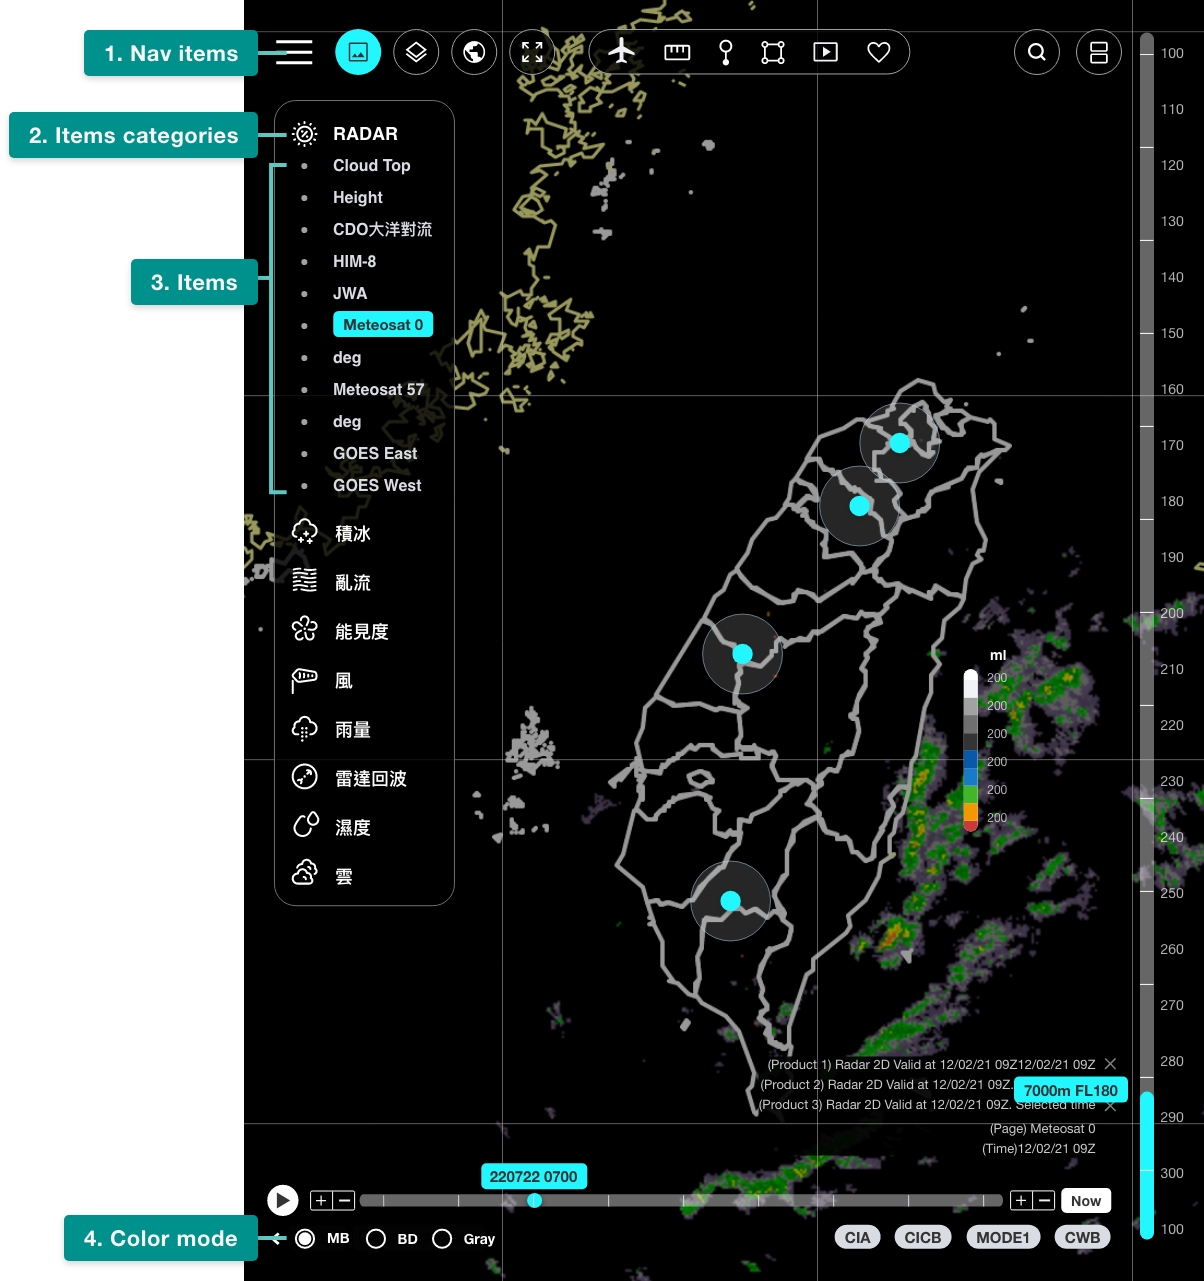 1. Nav items
2. Items categories
RADAR
Cloud Top
Height
CDO大洋對流
3. Items
HIM-8
JWA
Meteosat 0
deg
Meteosat 57
deg
GOES East
GOES West
積冰
亂流
能見度
風
雨量
雷達回波
濕度
雲
100
110
120
130
140
150
160
170
180
190
200
210
220
230
240
250
260
270
280
290
300
100
ml
200
200
200
200
200
200
(Product 1) Radar 2D Valid at 12/02/21 09Z12/02/21 09Z
(Product 2) Radar 2D Valid at 12/02/21 09Z.
7000m FL180
(Product 3) Radar 2D Valid at 12/02/21 09Z. Selected time
(Page) Meteosat 0
(Time)12/02/21 09Z
220722 0700
Now
4. Color mode
MB BD Gray
CIA CICB MODE1 CWB